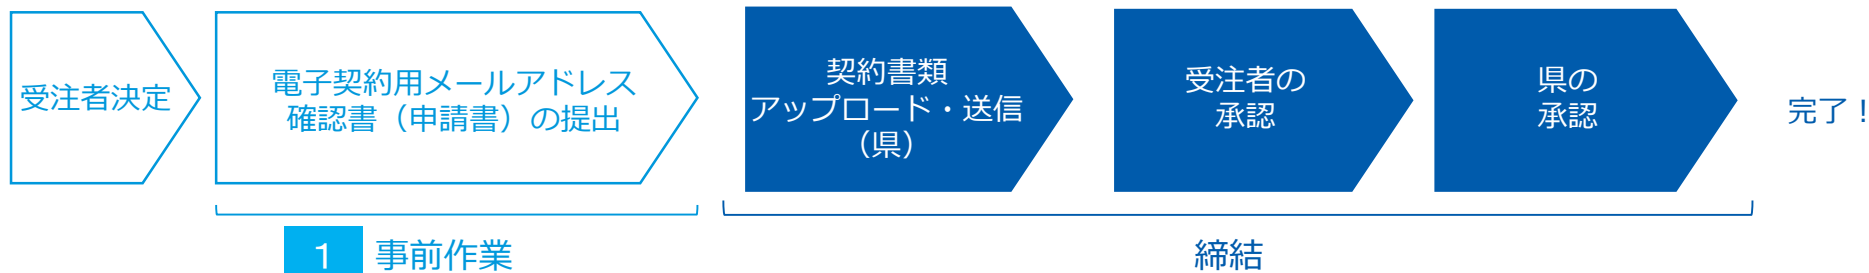 受注者決定
電子契約用メールアドレス
確認書（申請書）の提出
契約書類
アップロード・送信
（県）
受注者の
承認
県の
承認
完了！
1 事前作業
締結